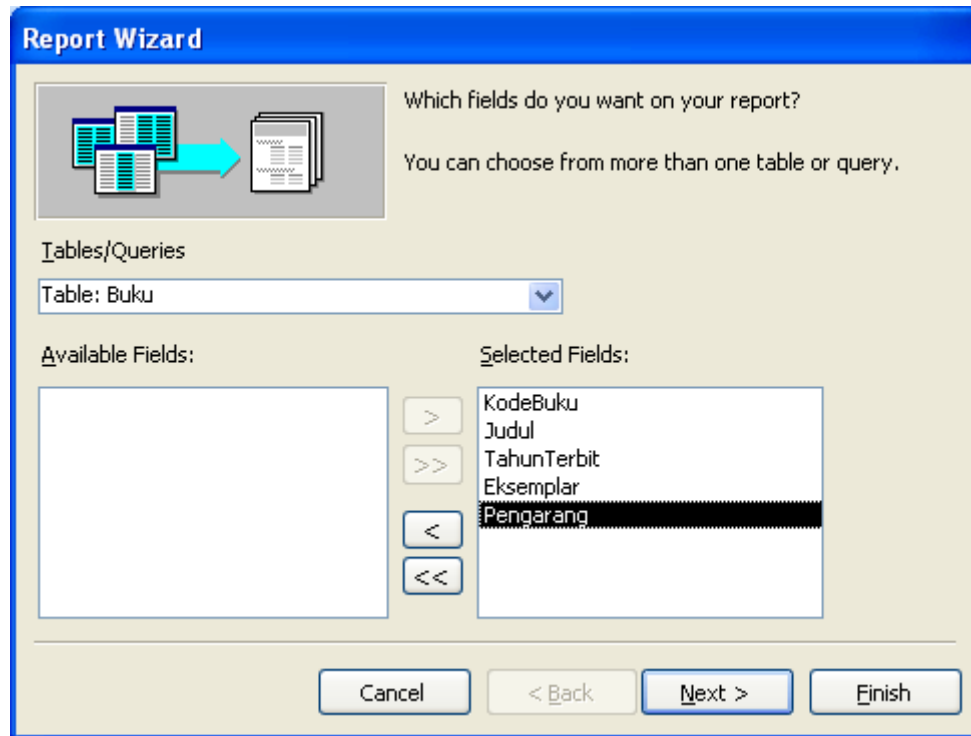 Report Wizard
Which fields do you want on your report?
You can choose from more than one table or query.
Tables/Queries
Table: Buku
Available Fields:
Selected Fields:
KodeBuku
Judul
TahunTerbit
Eksemplar
Pengarang
>
>>
<
<<
Cancel
< Back
Next >
Finish